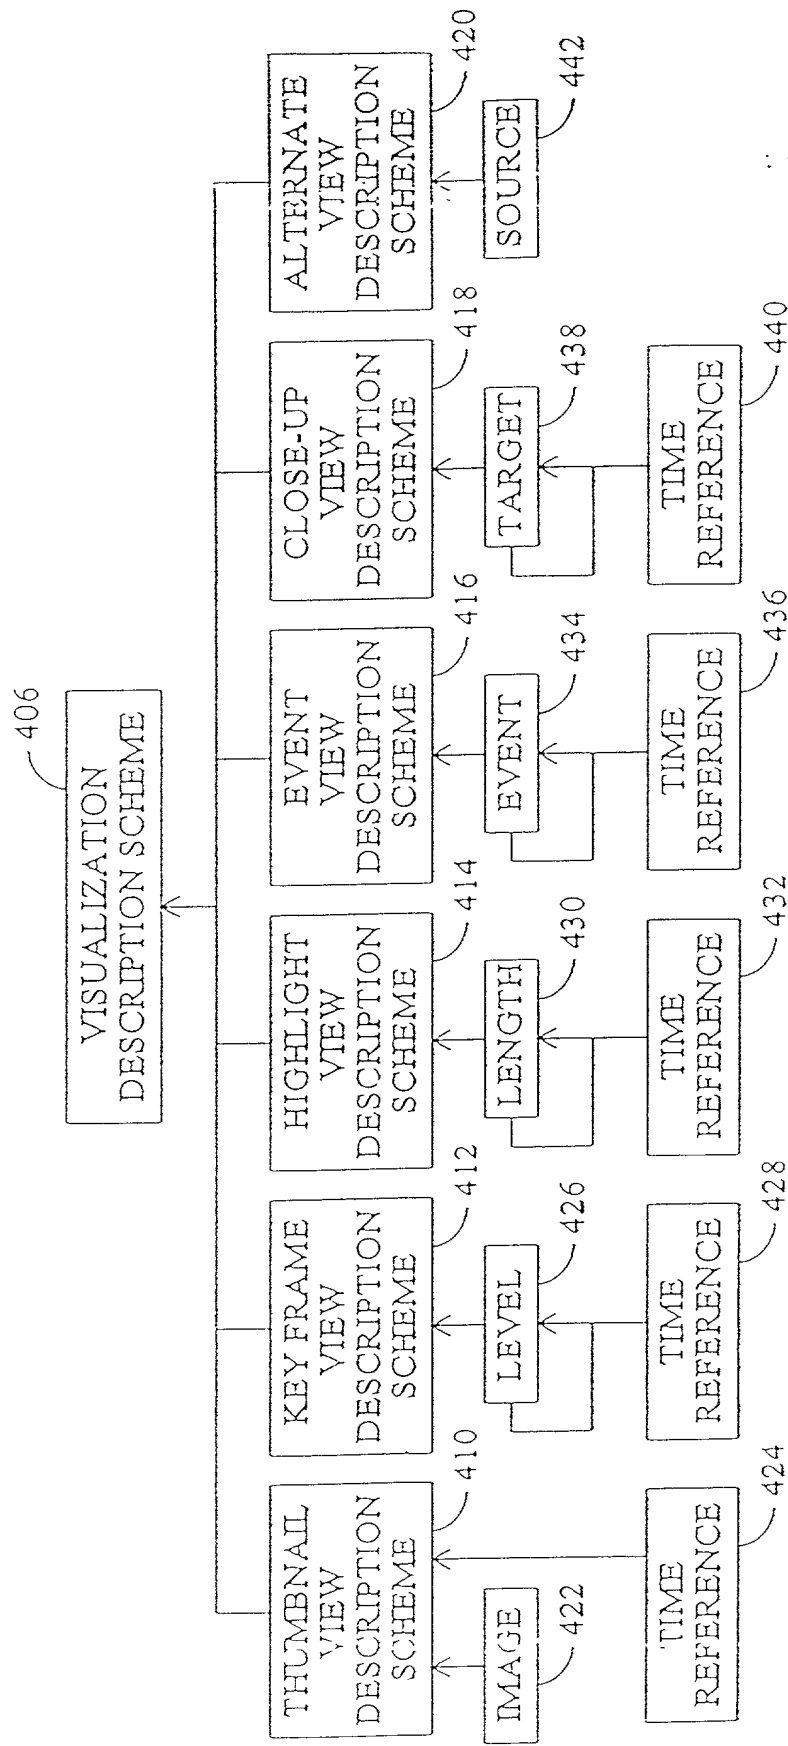 406
VISUALIZATION
DESCRIPTION SCHEME
THUMBNAIL
VIEW
DESCRIPTION
SCHEME
410
KEY FRAME
VIEW
DESCRIPTION
SCHEME
412
HIGHLIGHT
VIEW
DESCRIPTION
SCHEME
414
EVENT
VIEW
DESCRIPTION
SCHEME
416
CLOSE-UP
VIEW
DESCRIPTION
SCHEME
418
ALTERNATE
VIEW
DESCRIPTION
SCHEME
420
IMAGE
422
LEVEL
426
LENGTH
430
EVENT
434
TARGET
438
SOURCE
442
TIME
REFERENCE
424
TIME
REFERENCE
428
TIME
REFERENCE
432
TIME
REFERENCE
436
TIME
REFERENCE
440